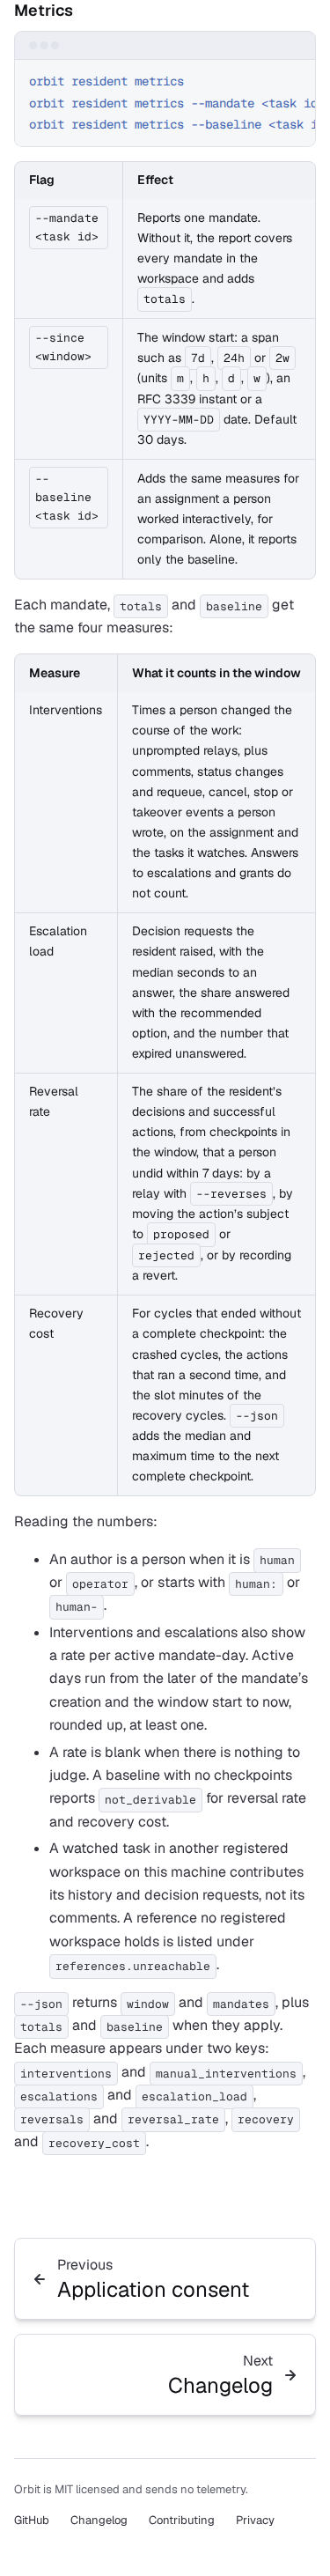 Metrics
orbit resident metrics
orbit resident metrics --mandate <task id
orbit resident metrics --baseline <task i
Flag Effect
--mandate <task id>
Reports one mandate.
Without it, the report covers
every mandate in the
workspace and adds
totals.
--since <window>
The window start: a span
such as 7d, 24h or 2w
(units m, h, d, w), an
RFC 3339 instant or a
YYYY-MM-DD date. Default
30 days.
--baseline <task id>
Adds the same measures for
an assignment a person
worked interactively, for
comparison. Alone, it reports
only the baseline.
Each mandate, totals and baseline get
the same four measures:
Measure What it counts in the window
Interventions
Times a person changed the
course of the work:
unprompted relays, plus
comments, status changes
and requeue, cancel, stop or
takeover events a person
wrote, on the assignment and
the tasks it watches. Answers
to escalations and grants do
not count.
Escalation
load
Decision requests the
resident raised, with the
median seconds to an
answer, the share answered
with the recommended
option, and the number that
expired unanswered.
Reversal
rate
The share of the resident's
decisions and successful
actions, from checkpoints in
the window, that a person
undid within 7 days: by a
relay with --reverses, by
moving the action's subject
to proposed or
rejected, or by recording
a revert.
Recovery
cost
For cycles that ended without
a complete checkpoint: the
crashed cycles, the actions
that ran a second time, and
the slot minutes of the
recovery cycles. --json
adds the median and
maximum time to the next
complete checkpoint.
Reading the numbers:
• An author is a person when it is human
or operator, or starts with human: or
human-.
• Interventions and escalations also show
a rate per active mandate-day. Active
days run from the later of the mandate's
creation and the window start to now,
rounded up, at least one.
• A rate is blank when there is nothing to
judge. A baseline with no checkpoints
reports not_derivable for reversal rate
and recovery cost.
• A watched task in another registered
workspace on this machine contributes
its history and decision requests, not its
comments. A reference no registered
workspace holds is listed under
references.unreachable.
--json returns window and mandates, plus
totals and baseline when they apply.
Each measure appears under two keys:
interventions and manual_interventions,
escalations and escalation_load,
reversals and reversal_rate, recovery
and recovery_cost.
Previous
← Application consent
Next
Changelog →
Orbit is MIT licensed and sends no telemetry.
GitHub Changelog Contributing Privacy